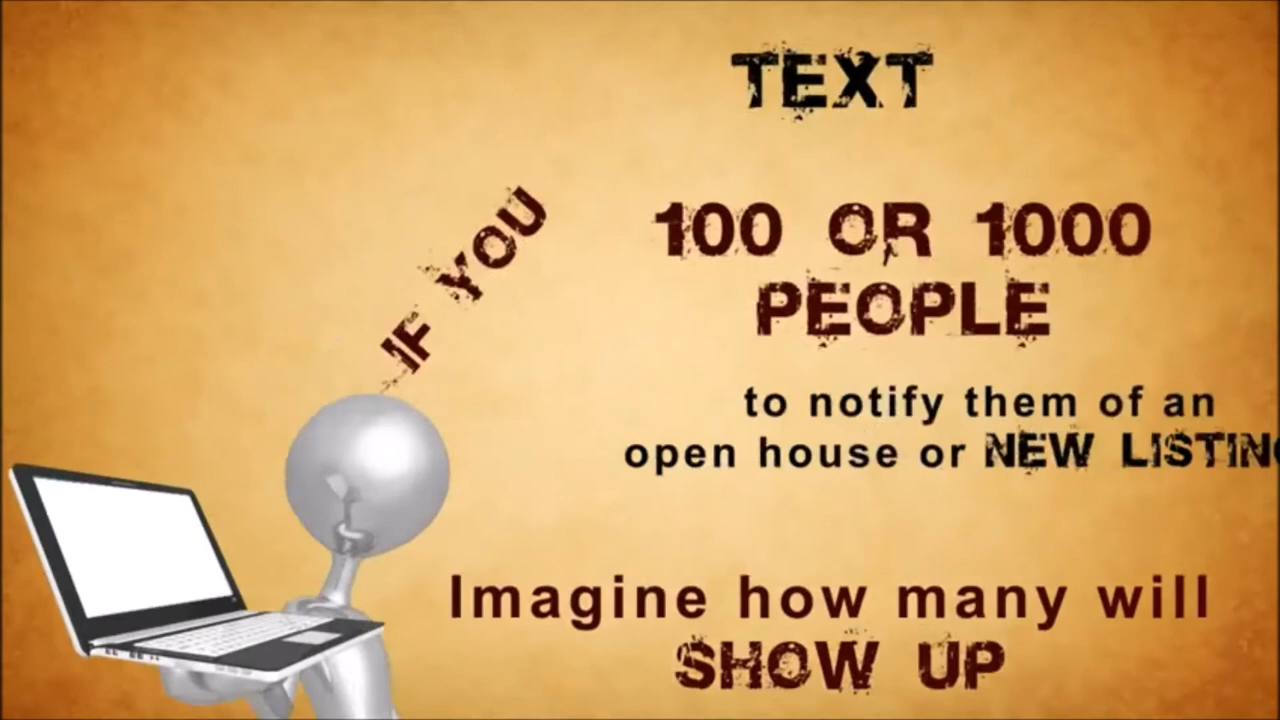 IF YOU
TEXT
100 OR 1000
PEOPLE
to notify them of an
open house or NEW LISTING
Imagine how many will
SHOW UP